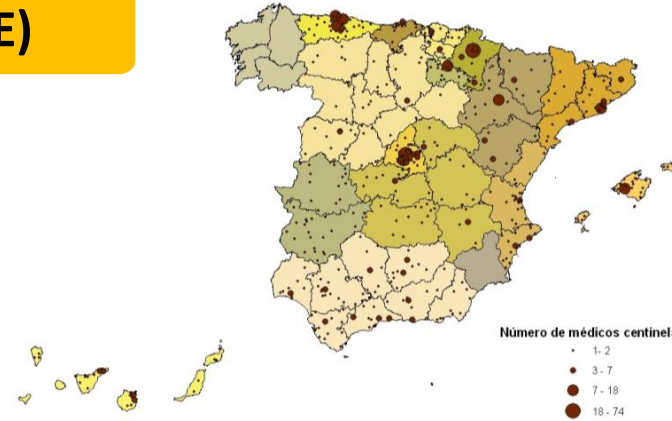 E)
Número de médicos centinel
1- 2
3 - 7
7 - 18
18 - 74